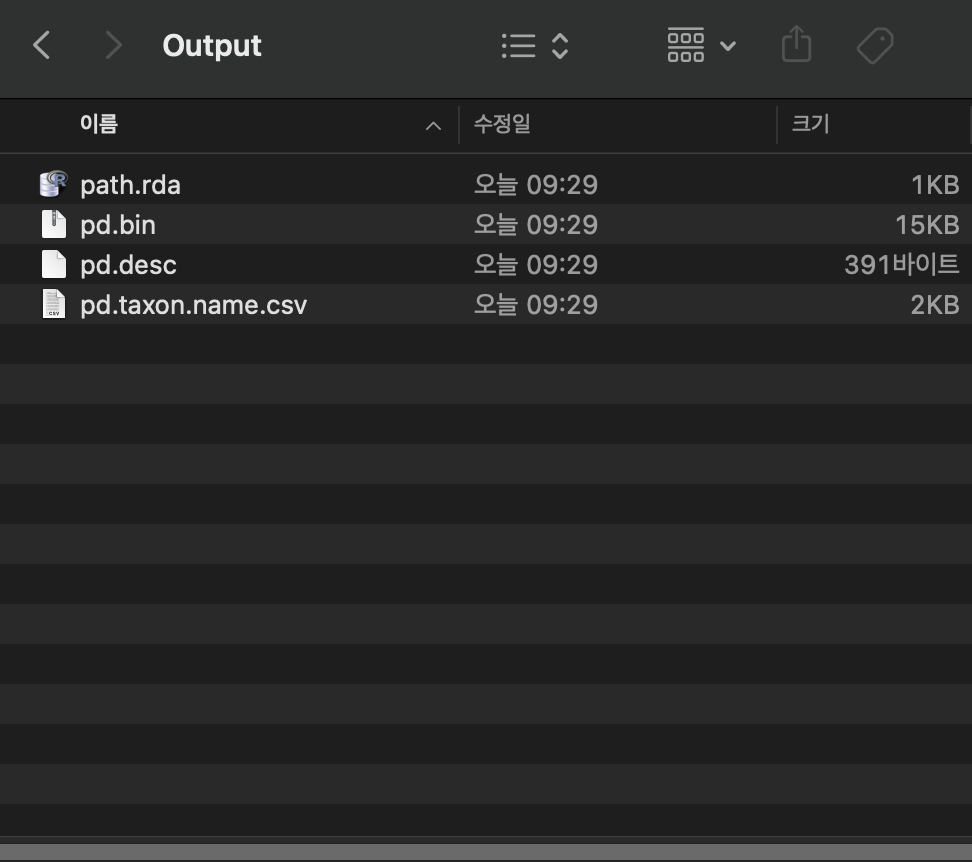 Output
이름 수정일 크기
path.rda 오늘 09:29 1KB
pd.bin 오늘 09:29 15KB
pd.desc 오늘 09:29 391바이트
pd.taxon.name.csv 오늘 09:29 2KB